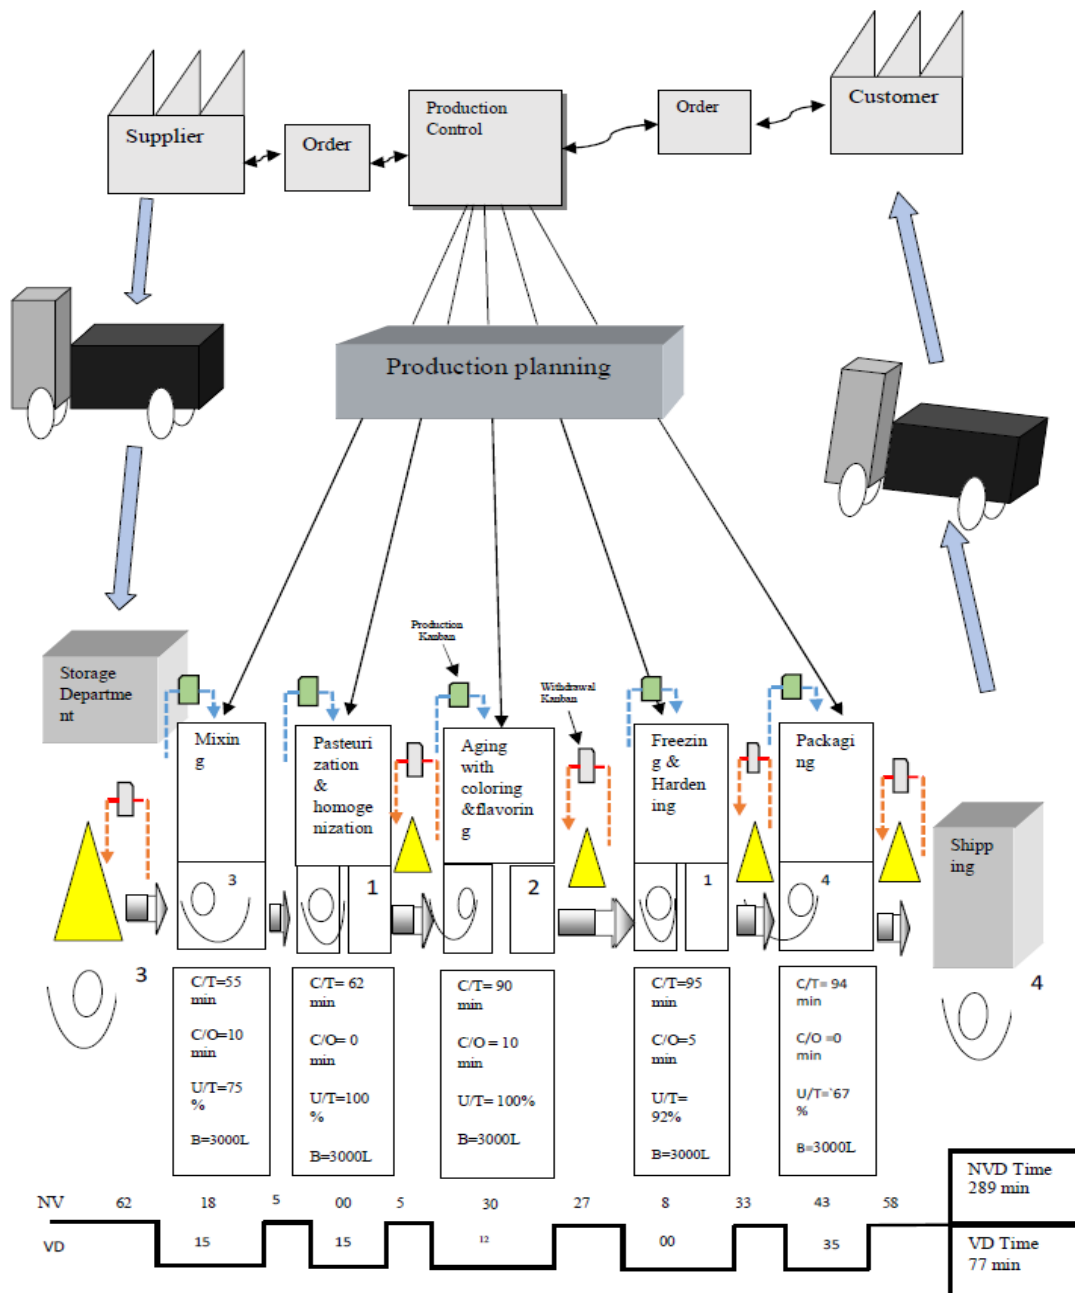 Supplier
Order
Production
Control
Order
Customer
Production planning
Storage
Departme
nt
Production
Kanban
Withdrawal
Kanban
Mixin
g
Pasteuri
zation
&
homoge
nization
Aging
with
coloring
&flavorin
g
Freezin
g &
Harden
ing
Packagi
ng
Shipp
ing
3
1
2
1
4
3
4
C/T=55
min
C/O=10
min
U/T=75
%
B=3000L
C/T= 62
min
C/O= 0
min
U/T=100
%
B=3000L
C/T= 90
min
C/O = 10
min
U/T= 100%
B=3000L
C/T=95
min
C/O=5
min
U/T=
92%
B=3000L
C/T= 94
min
C/O =0
min
U/T=`67
%
B=3000L
NV 62 18 5 00 5 30 27 8 33 43 58
VD 15 15 12 00 35
NVD Time
289 min
VD Time
77 min